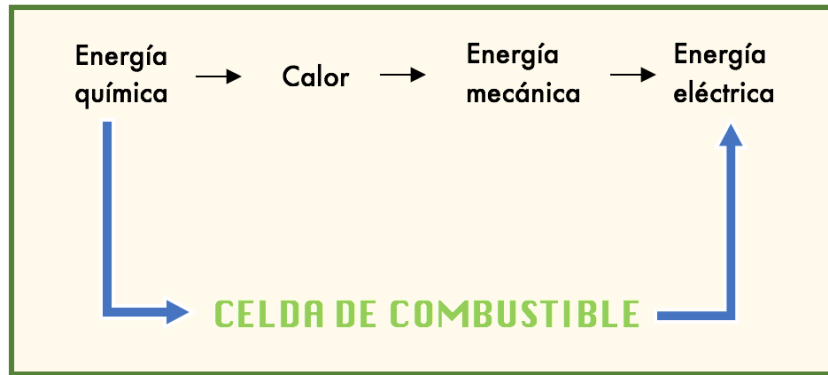 Energía
química
Calor
Energía
mecánica
Energía
eléctrica
CELDA DE COMBUSTIBLE